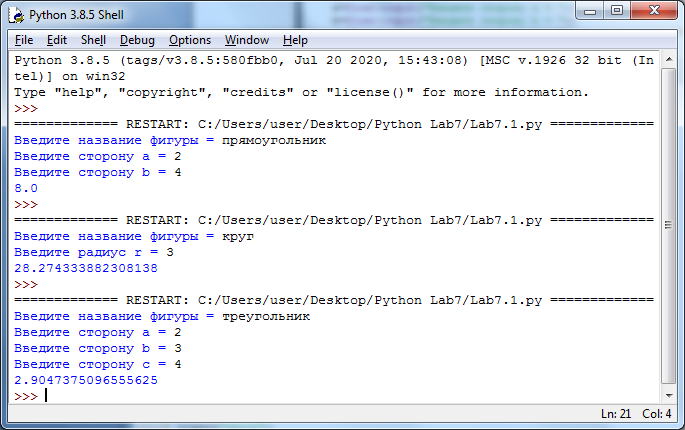 Python 3.8.5 Shell
File Edit Shell Debug Options Window Help
Python 3.8.5 (tags/v3.8.5:580fbb0, Jul 20 2020, 15:43:08) [MSC v.1926 32 bit (In
tel)] on win32
Type "help", "copyright", "credits" or "license()" for more information.
>>>
============= RESTART: C:/Users/user/Desktop/Python Lab7/Lab7.1.py =============
Введите название фигуры = прямоугольник
Введите сторону a = 2
Введите сторону b = 4
8.0
>>>
============= RESTART: C:/Users/user/Desktop/Python Lab7/Lab7.1.py =============
Введите название фигуры = круг
Введите радиус r = 3
28.274333882308138
>>>
============= RESTART: C:/Users/user/Desktop/Python Lab7/Lab7.1.py =============
Введите название фигуры = треугольник
Введите сторону a = 2
Введите сторону b = 3
Введите сторону c = 4
2.9047375096555625
>>>
Ln: 21 Col: 4